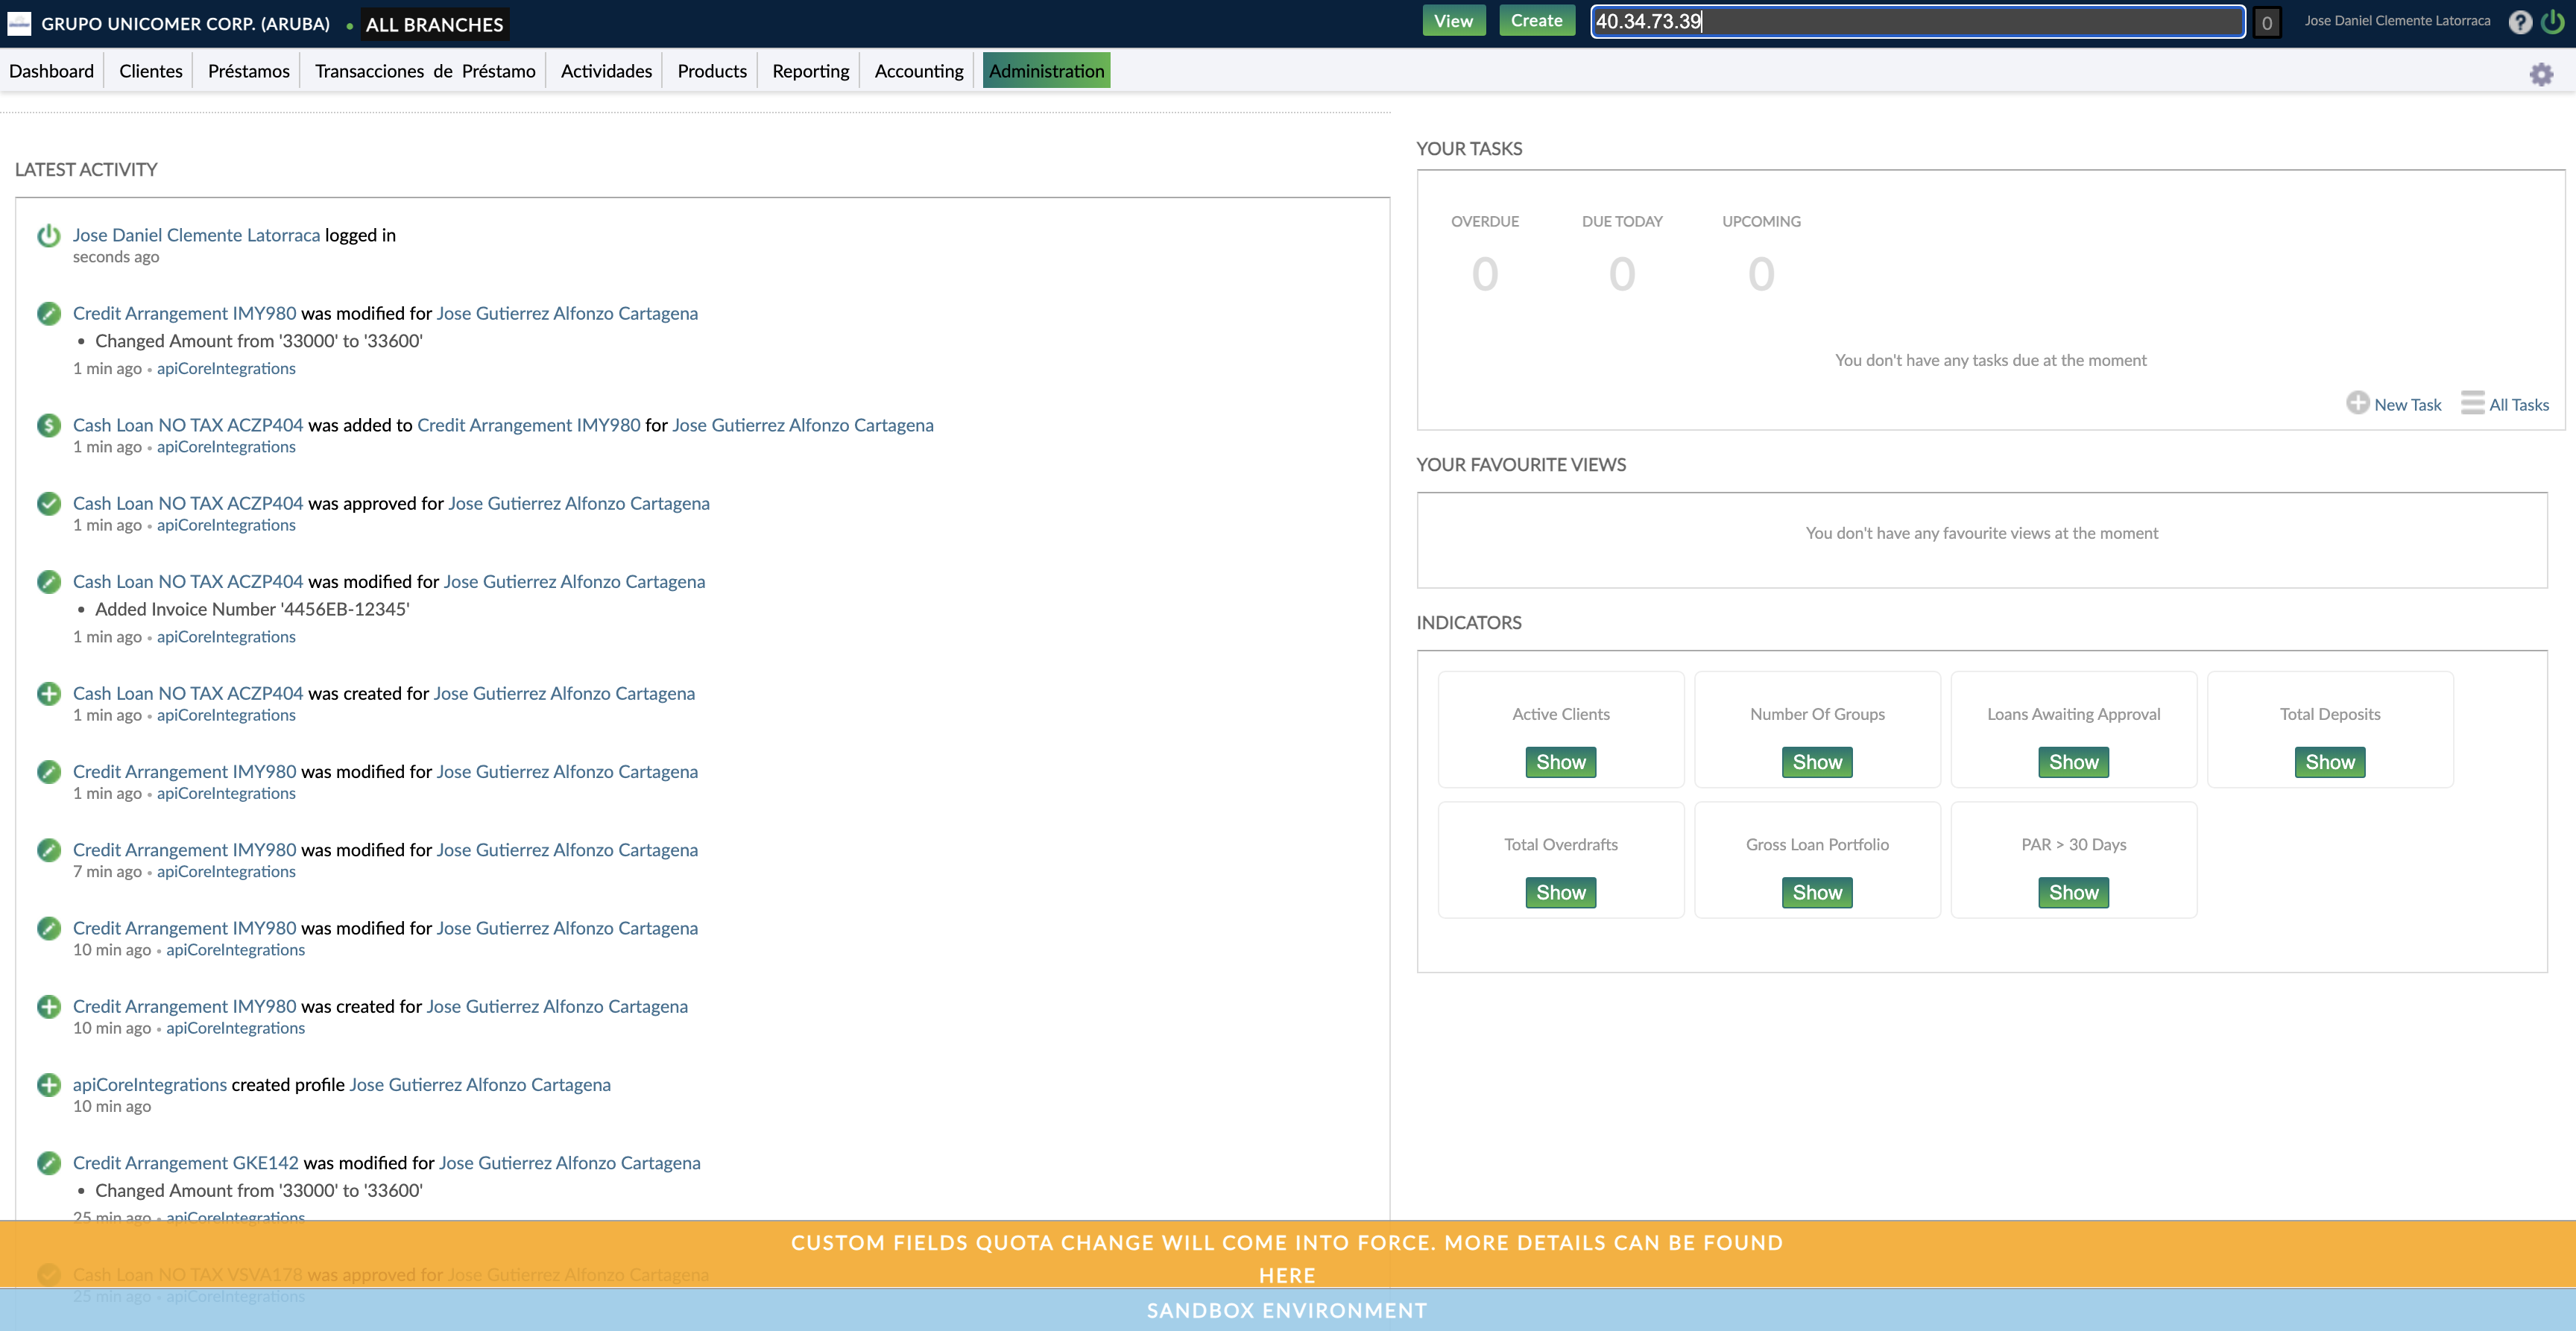 GRUPO UNICOMER CORP. (ARUBA) • ALL BRANCHES
View Create 40.34.73.39 0 Jose Daniel Clemente Latorraca ?
Dashboard Clientes Préstamos Transacciones de Préstamo Actividades Products Reporting Accounting Administration
LATEST ACTIVITY
Jose Daniel Clemente Latorraca logged in
seconds ago
Credit Arrangement IMY980 was modified for Jose Gutierrez Alfonzo Cartagena
• Changed Amount from '33000' to '33600'
1 min ago • apiCoreIntegrations
Cash Loan NO TAX ACZP404 was added to Credit Arrangement IMY980 for Jose Gutierrez Alfonzo Cartagena
1 min ago • apiCoreIntegrations
Cash Loan NO TAX ACZP404 was approved for Jose Gutierrez Alfonzo Cartagena
1 min ago • apiCoreIntegrations
Cash Loan NO TAX ACZP404 was modified for Jose Gutierrez Alfonzo Cartagena
• Added Invoice Number '4456EB-12345'
1 min ago • apiCoreIntegrations
Cash Loan NO TAX ACZP404 was created for Jose Gutierrez Alfonzo Cartagena
1 min ago • apiCoreIntegrations
Credit Arrangement IMY980 was modified for Jose Gutierrez Alfonzo Cartagena
1 min ago • apiCoreIntegrations
Credit Arrangement IMY980 was modified for Jose Gutierrez Alfonzo Cartagena
7 min ago • apiCoreIntegrations
Credit Arrangement IMY980 was modified for Jose Gutierrez Alfonzo Cartagena
10 min ago • apiCoreIntegrations
Credit Arrangement IMY980 was created for Jose Gutierrez Alfonzo Cartagena
10 min ago • apiCoreIntegrations
apiCoreIntegrations created profile Jose Gutierrez Alfonzo Cartagena
10 min ago
Credit Arrangement GKE142 was modified for Jose Gutierrez Alfonzo Cartagena
• Changed Amount from '33000' to '33600'
25 min ago • apiCoreIntegrations
Cash Loan NO TAX VSVA178 was approved for Jose Gutierrez Alfonzo Cartagena
25 min ago • apiCoreIntegrations
YOUR TASKS
OVERDUE DUE TODAY UPCOMING
0 0 0
You don't have any tasks due at the moment
New Task All Tasks
YOUR FAVOURITE VIEWS
You don't have any favourite views at the moment
INDICATORS
Active Clients Number Of Groups Loans Awaiting Approval Total Deposits
Show Show Show Show
Total Overdrafts Gross Loan Portfolio PAR > 30 Days
Show Show Show
CUSTOM FIELDS QUOTA CHANGE WILL COME INTO FORCE. MORE DETAILS CAN BE FOUND
HERE
SANDBOX ENVIRONMENT